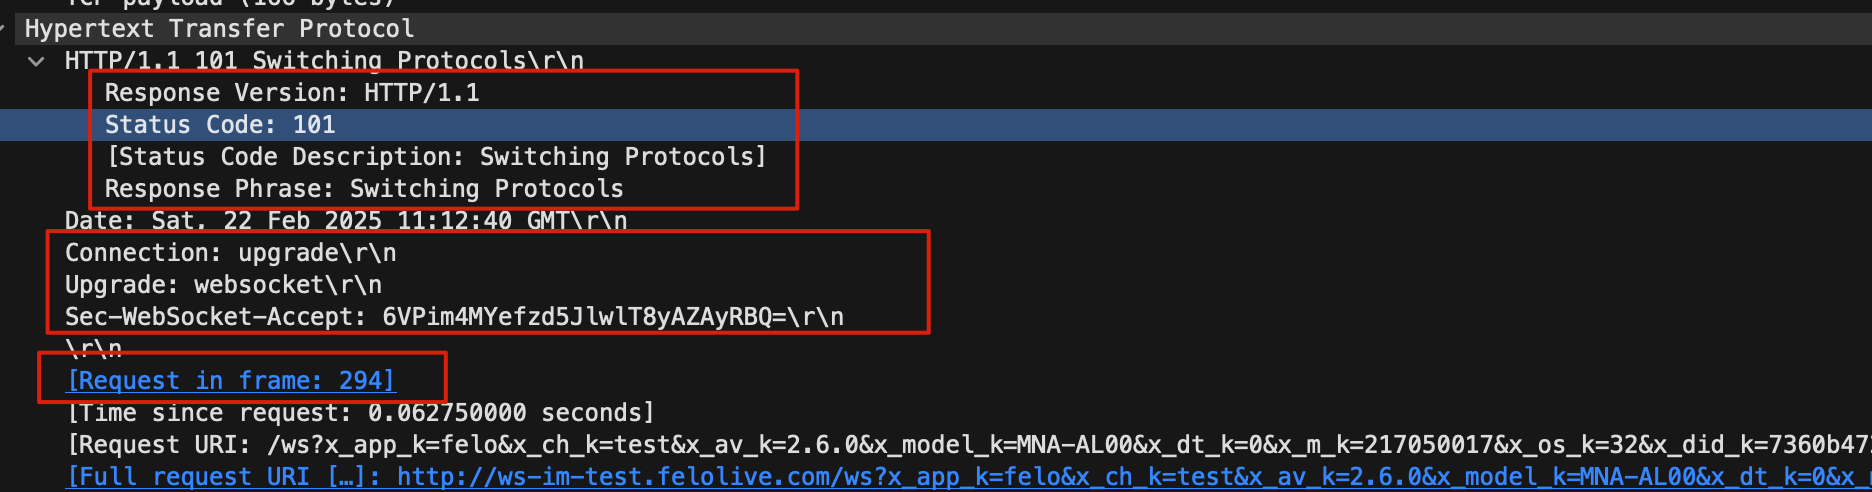 TCP payload (166 bytes)
Hypertext Transfer Protocol
HTTP/1.1 101 Switching Protocols\r\n
Response Version: HTTP/1.1
Status Code: 101
[Status Code Description: Switching Protocols]
Response Phrase: Switching Protocols
Date: Sat, 22 Feb 2025 11:12:40 GMT\r\n
Connection: upgrade\r\n
Upgrade: websocket\r\n
Sec-WebSocket-Accept: 6VPim4MYefzd5JlwlT8yAZAyRBQ=\r\n
\r\n
[Request in frame: 294]
[Time since request: 0.062750000 seconds]
[Request URI: /ws?x_app_k=felo&x_ch_k=test&x_av_k=2.6.0&x_model_k=MNA-AL00&x_dt_k=0&x_m_k=217050017&x_os_k=32&x_did_k=7360b47
[Full request URI […]: http://ws-im-test.felolive.com/ws?x_app_k=felo&x_ch_k=test&x_av_k=2.6.0&x_model_k=MNA-AL00&x_dt_k=0&x_